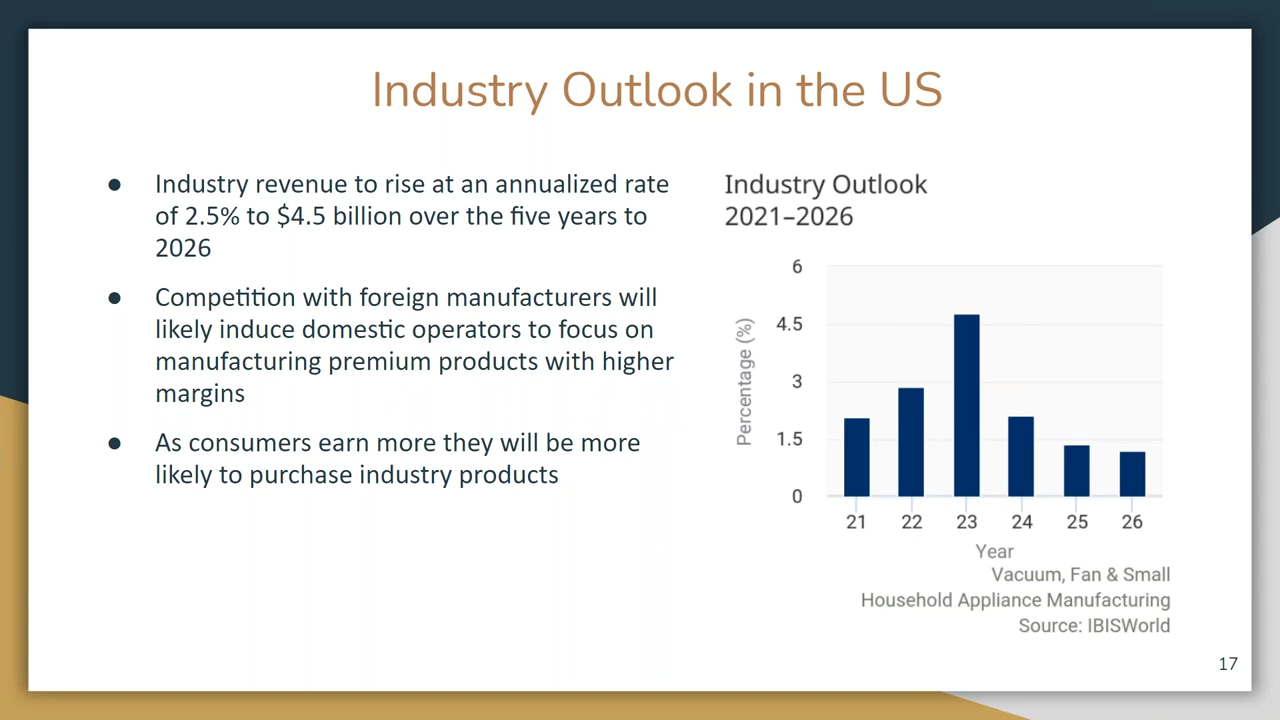 Industry Outlook in the US
● Industry revenue to rise at an annualized rate
of 2.5% to $4.5 billion over the five years to
2026
● Competition with foreign manufacturers will
likely induce domestic operators to focus on
manufacturing premium products with higher
margins
● As consumers earn more they will be more
likely to purchase industry products
Industry Outlook
2021–2026
Percentage (%)
6
4.5
3
1.5
0
21 22 23 24 25 26
Year
Vacuum, Fan & Small
Household Appliance Manufacturing
Source: IBISWorld
17